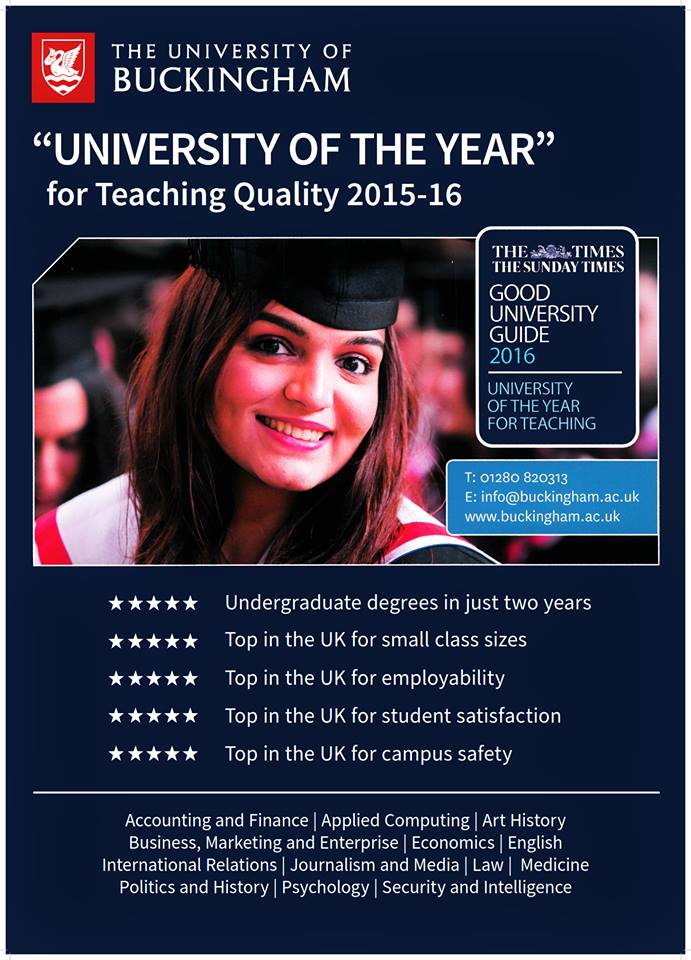 THE UNIVERSITY OF
BUCKINGHAM
“UNIVERSITY OF THE YEAR”
for Teaching Quality 2015-16
THE TIMES
THE SUNDAY TIMES
GOOD
UNIVERSITY
GUIDE
2016
UNIVERSITY
OF THE YEAR
FOR TEACHING
T: 01280 820313
E: info@buckingham.ac.uk
www.buckingham.ac.uk
★★★★★ Undergraduate degrees in just two years
★★★★★ Top in the UK for small class sizes
★★★★★ Top in the UK for employability
★★★★★ Top in the UK for student satisfaction
★★★★★ Top in the UK for campus safety
Accounting and Finance | Applied Computing | Art History
Business, Marketing and Enterprise | Economics | English
International Relations | Journalism and Media | Law | Medicine
Politics and History | Psychology | Security and Intelligence